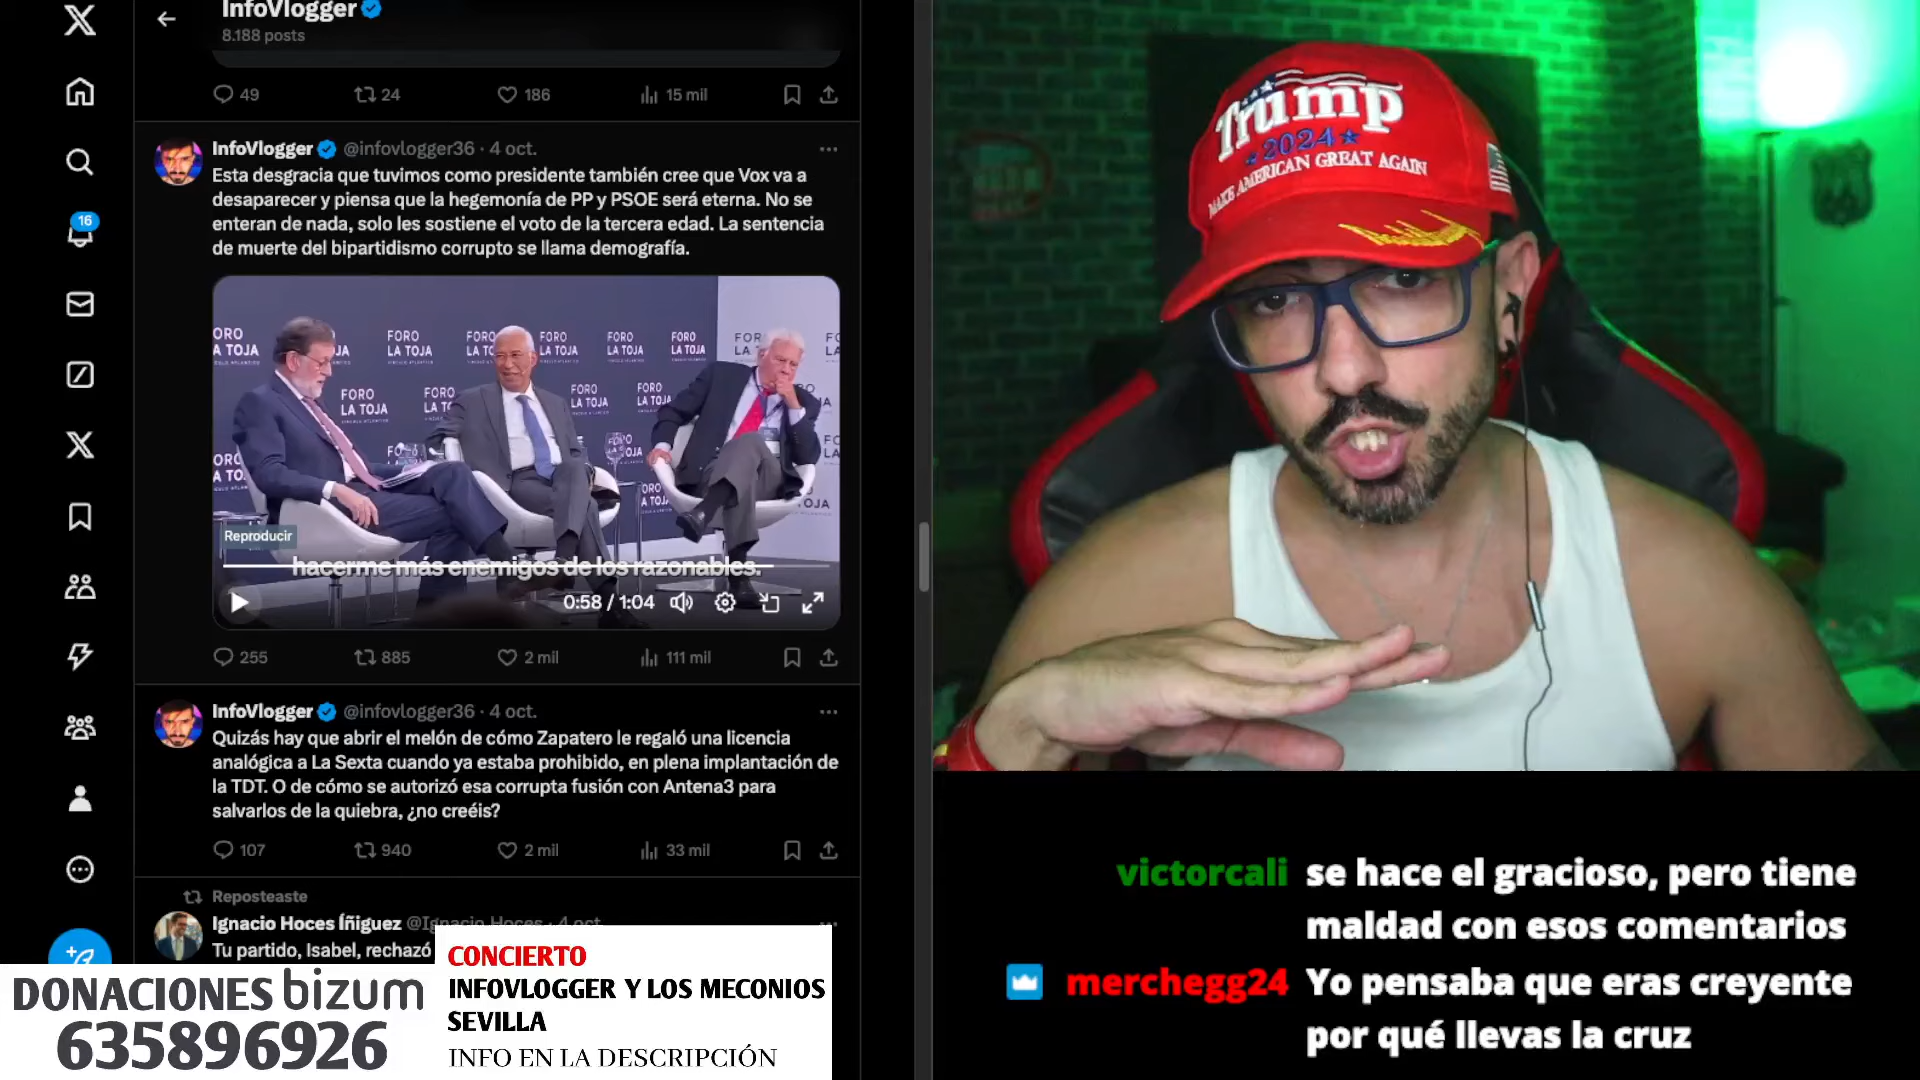 InfoVlogger
8.188 posts
49 24 186 15 mil
InfoVlogger @infovlogger36 · 4 oct.
Esta desgracia que tuvimos como presidente también cree que Vox va a
desaparecer y piensa que la hegemonía de PP y PSOE será eterna. No se
enteran de nada, solo les sostiene el voto de la tercera edad. La sentencia
de muerte del bipartidismo corrupto se llama demografía.
FORO LA TOJA
Reproducir
hacerme más enemigos de los razonables.
0:58 / 1:04
255 885 2 mil 111 mil
InfoVlogger @infovlogger36 · 4 oct.
Quizás hay que abrir el melón de cómo Zapatero le regaló una licencia
analógica a La Sexta cuando ya estaba prohibido, en plena implantación de
la TDT. O de cómo se autorizó esa corrupta fusión con Antena3 para
salvarlos de la quiebra, ¿no creéis?
107 940 2 mil 33 mil
Reposteaste
Ignacio Hoces Íñiguez @Ignacio_Hoces · 4 oct.
Tu partido, Isabel, rechazó
16
DONACIONES bizum
635896926
CONCIERTO
INFOVLOGGER Y LOS MECONIOS
SEVILLA
INFO EN LA DESCRIPCIÓN
Trump
2024
MAKE AMERICAN GREAT AGAIN
victorcali se hace el gracioso, pero tiene
maldad con esos comentarios
merchegg24 Yo pensaba que eras creyente
por qué llevas la cruz